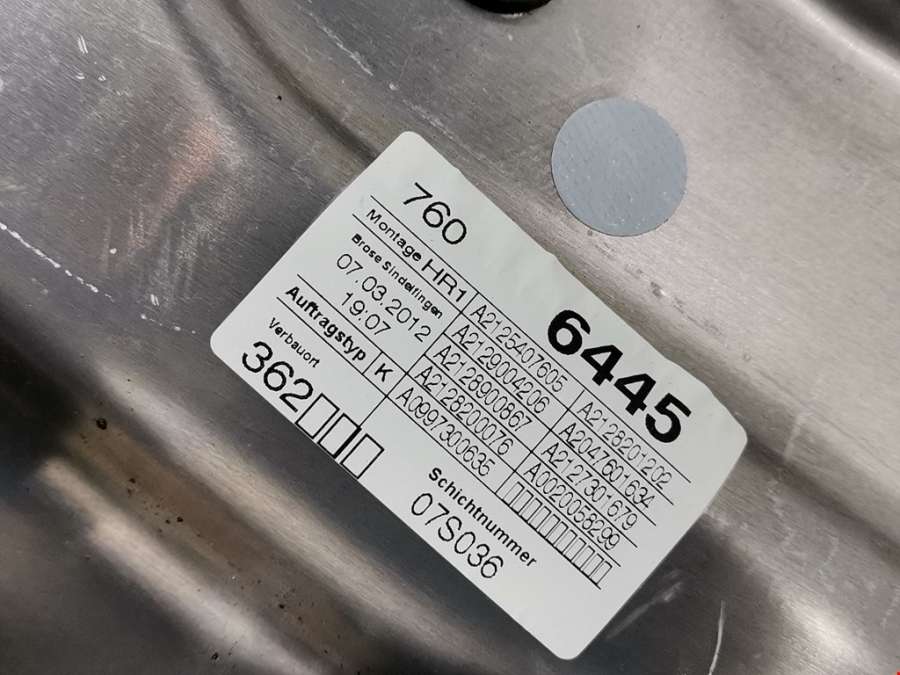 760
6445
Montage HR1
Brose Sindelfingen
07.03.2012
19:07
Auftragstyp K
Verbauort
362▯▯▯▯
A2125407605 A2128201202
A2129004206 A2047601634
A2128900867 A2127301679
A2128200076 A0020058299
A0997300635 ▯▯▯▯▯▯▯▯▯▯▯
Schichtnummer
07S036